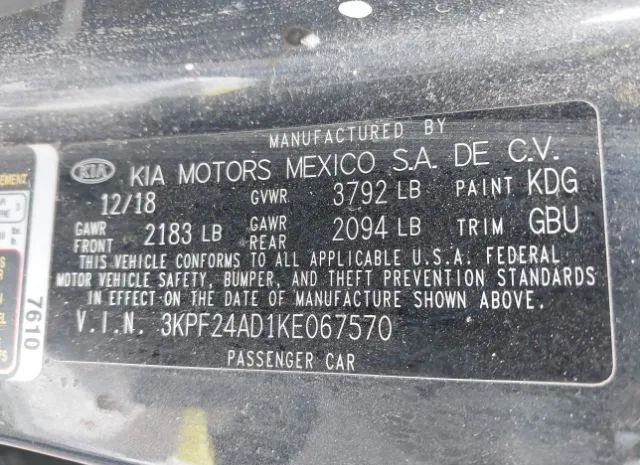 MANUFACTURED BY
KIA KIA MOTORS MEXICO S.A. DE C.V.
12/18 GVWR 3792 LB PAINT KDG
GAWR FRONT 2183 LB GAWR REAR 2094 LB TRIM GBU
THIS VEHICLE CONFORMS TO ALL APPLICABLE U.S.A. FEDERAL
MOTOR VEHICLE SAFETY, BUMPER, AND THEFT PREVENTION STANDARDS
IN EFFECT ON THE DATE OF MANUFACTURE SHOWN ABOVE.
V.I.N. 3KPF24AD1KE067570
PASSENGER CAR
7610